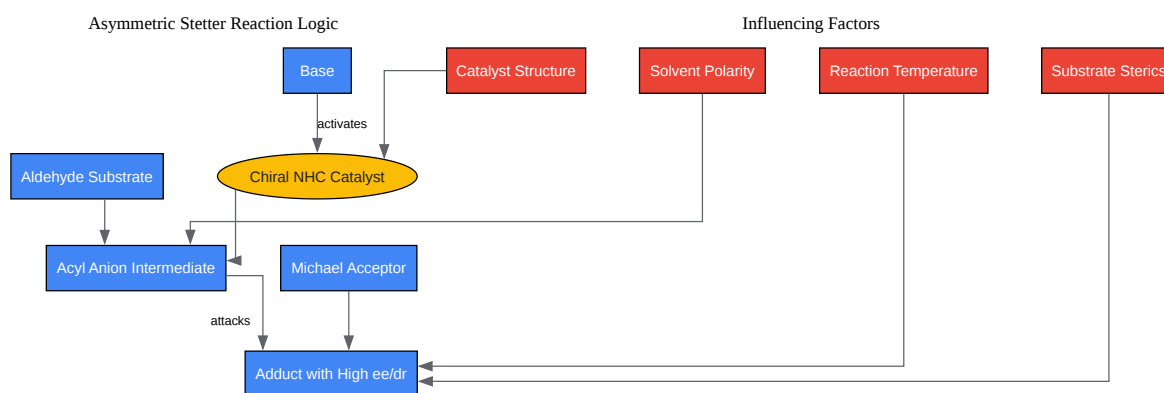 Asymmetric Stetter Reaction Logic
Influencing Factors
Base
Catalyst Structure
Solvent Polarity
Reaction Temperature
Substrate Sterics
activates
Aldehyde Substrate
Chiral NHC Catalyst
Acyl Anion Intermediate
Michael Acceptor
attacks
Adduct with High ee/dr